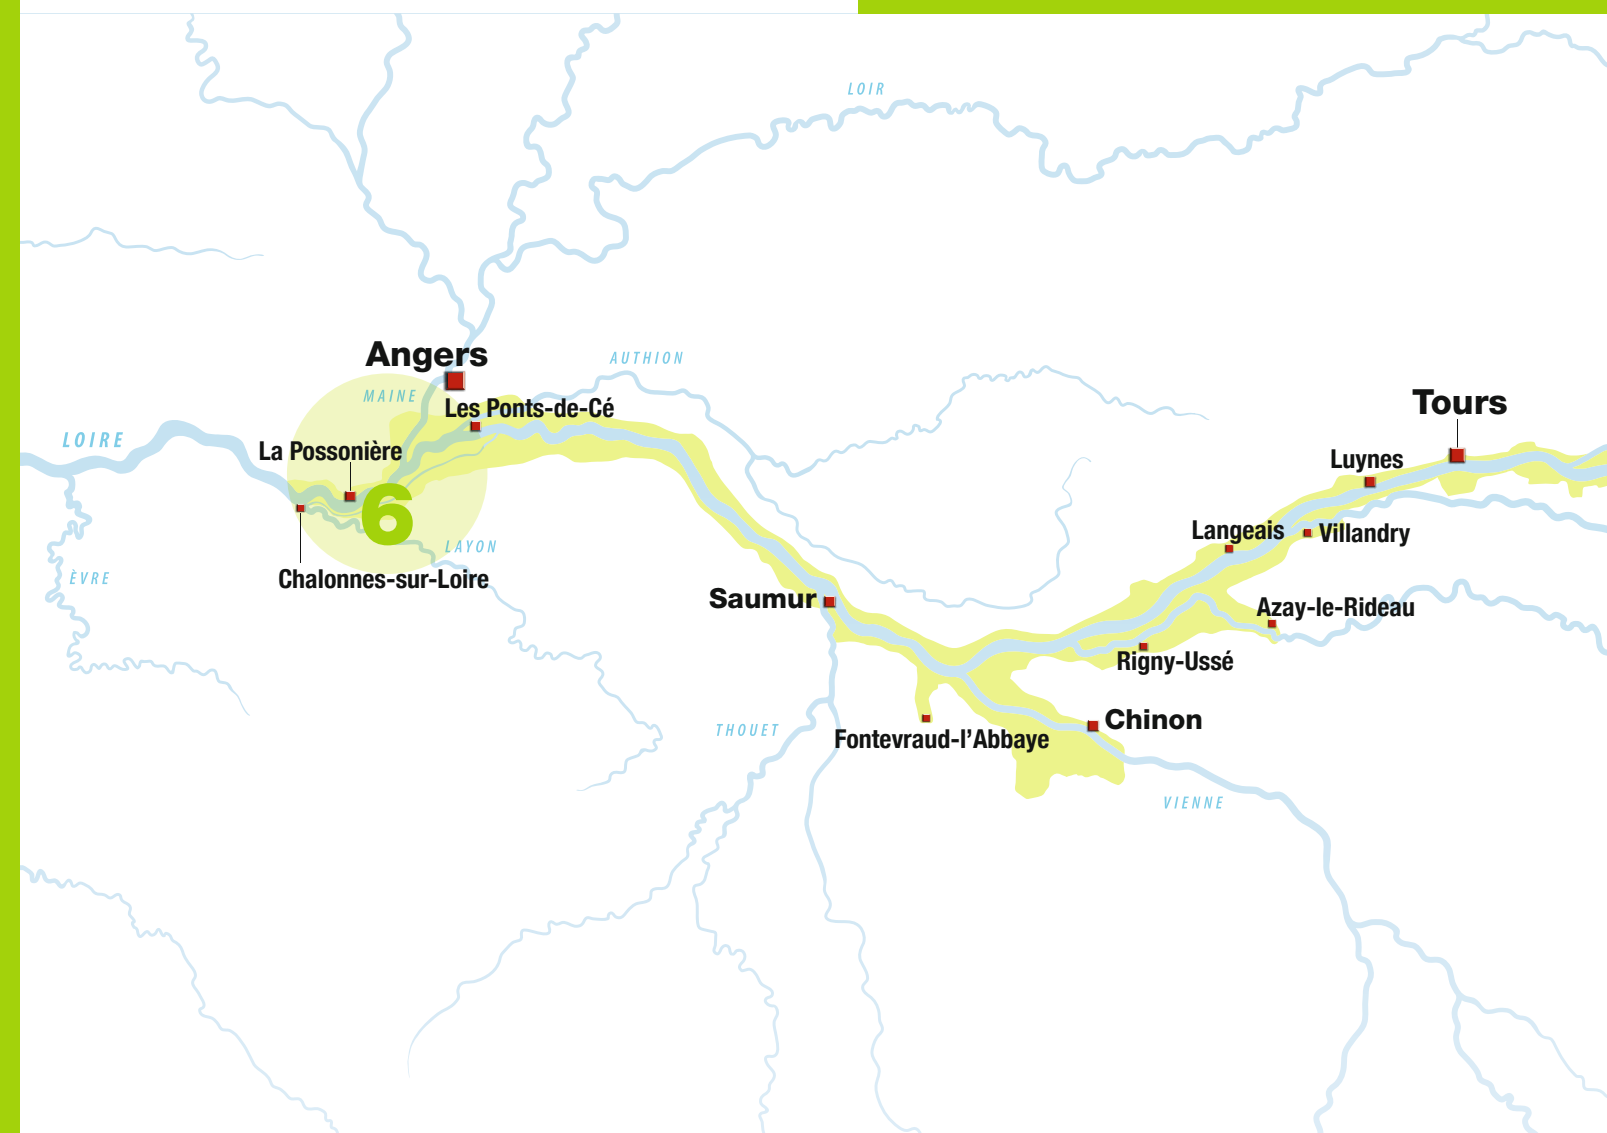 LOIR
Angers
AUTHION
MAINE
Les Ponts-de-Cé
Tours
LOIRE
La Possonière
Luynes
6
Langeais
Villandry
LAYON
ÈVRE
Chalonnes-sur-Loire
Saumur
Azay-le-Rideau
Rigny-Ussé
Chinon
THOUET
Fontevraud-l’Abbaye
VIENNE